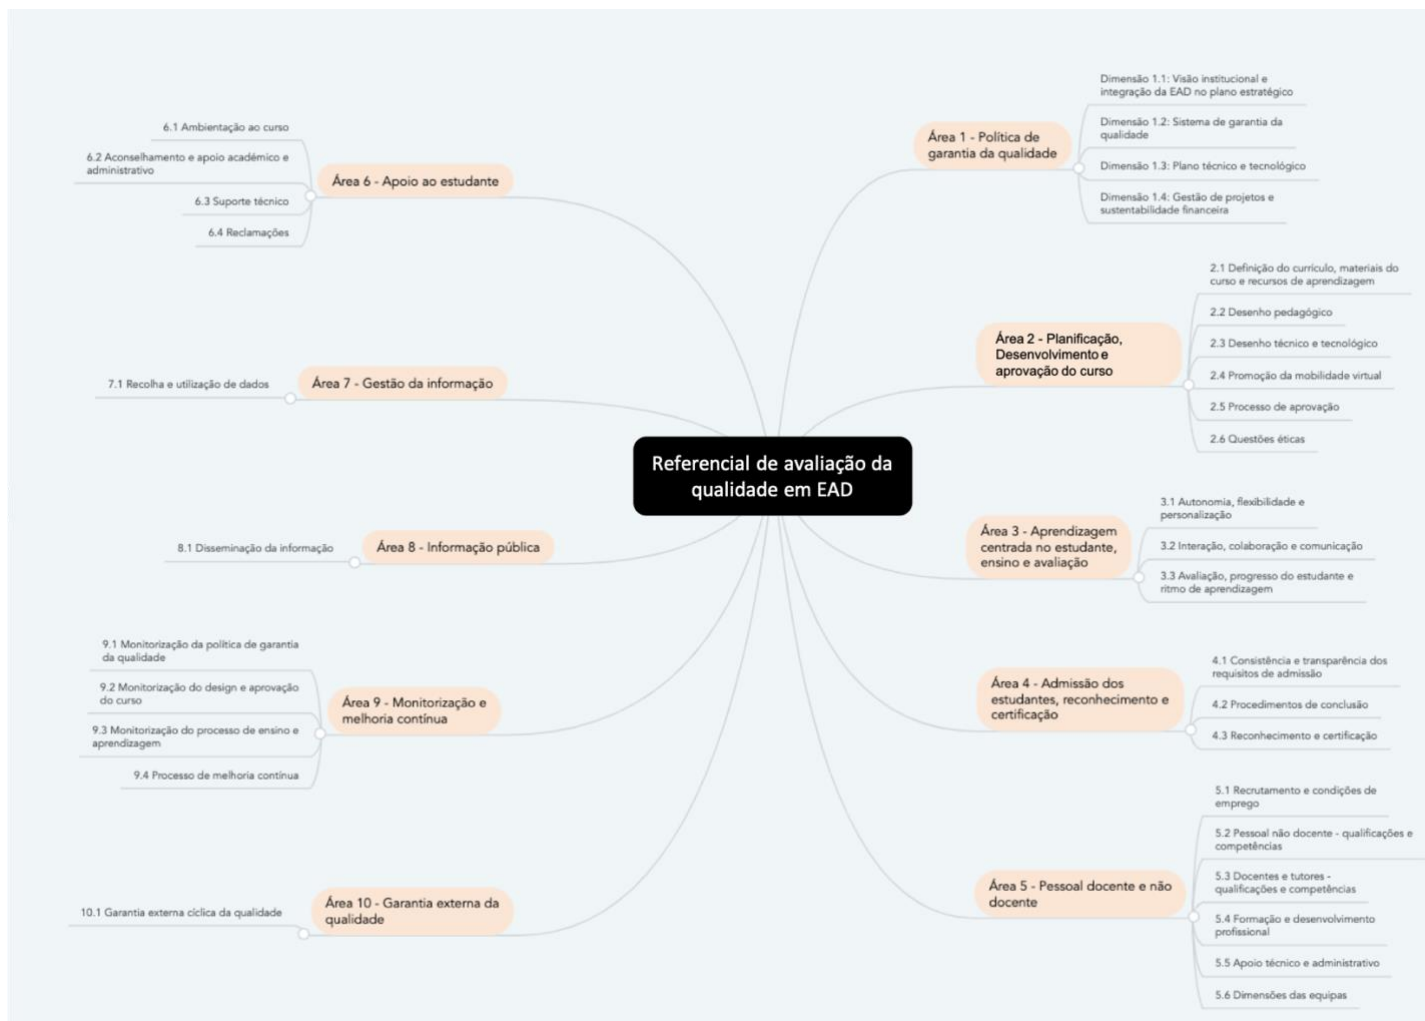 Referencial de avaliação da
qualidade em EAD
Área 1 - Política de
garantia da qualidade
Dimensão 1.1: Visão institucional e
integração da EAD no plano estratégico
Dimensão 1.2: Sistema de garantia da
qualidade
Dimensão 1.3: Plano técnico e tecnológico
Dimensão 1.4: Gestão de projetos e
sustentabilidade financeira
Área 2 - Planificação,
Desenvolvimento e
aprovação do curso
2.1 Definição do currículo, materiais do
curso e recursos de aprendizagem
2.2 Desenho pedagógico
2.3 Desenho técnico e tecnológico
2.4 Promoção da mobilidade virtual
2.5 Processo de aprovação
2.6 Questões éticas
Área 3 - Aprendizagem
centrada no estudante,
ensino e avaliação
3.1 Autonomia, flexibilidade e
personalização
3.2 Interação, colaboração e comunicação
3.3 Avaliação, progresso do estudante e
ritmo de aprendizagem
Área 4 - Admissão dos
estudantes, reconhecimento e
certificação
4.1 Consistência e transparência dos
requisitos de admissão
4.2 Procedimentos de conclusão
4.3 Reconhecimento e certificação
Área 5 - Pessoal docente e não
docente
5.1 Recrutamento e condições de
emprego
5.2 Pessoal não docente - qualificações e
competências
5.3 Docentes e tutores -
qualificações e competências
5.4 Formação e desenvolvimento
profissional
5.5 Apoio técnico e administrativo
5.6 Dimensões das equipas
Área 6 - Apoio ao estudante
6.1 Ambientação ao curso
6.2 Aconselhamento e apoio académico e
administrativo
6.3 Suporte técnico
6.4 Reclamações
Área 7 - Gestão da informação
7.1 Recolha e utilização de dados
Área 8 - Informação pública
8.1 Disseminação da informação
Área 9 - Monitorização e
melhoria contínua
9.1 Monitorização da política de garantia
da qualidade
9.2 Monitorização do design e aprovação
do curso
9.3 Monitorização do processo de ensino e
aprendizagem
9.4 Processo de melhoria contínua
Área 10 - Garantia externa da
qualidade
10.1 Garantia externa cíclica da qualidade